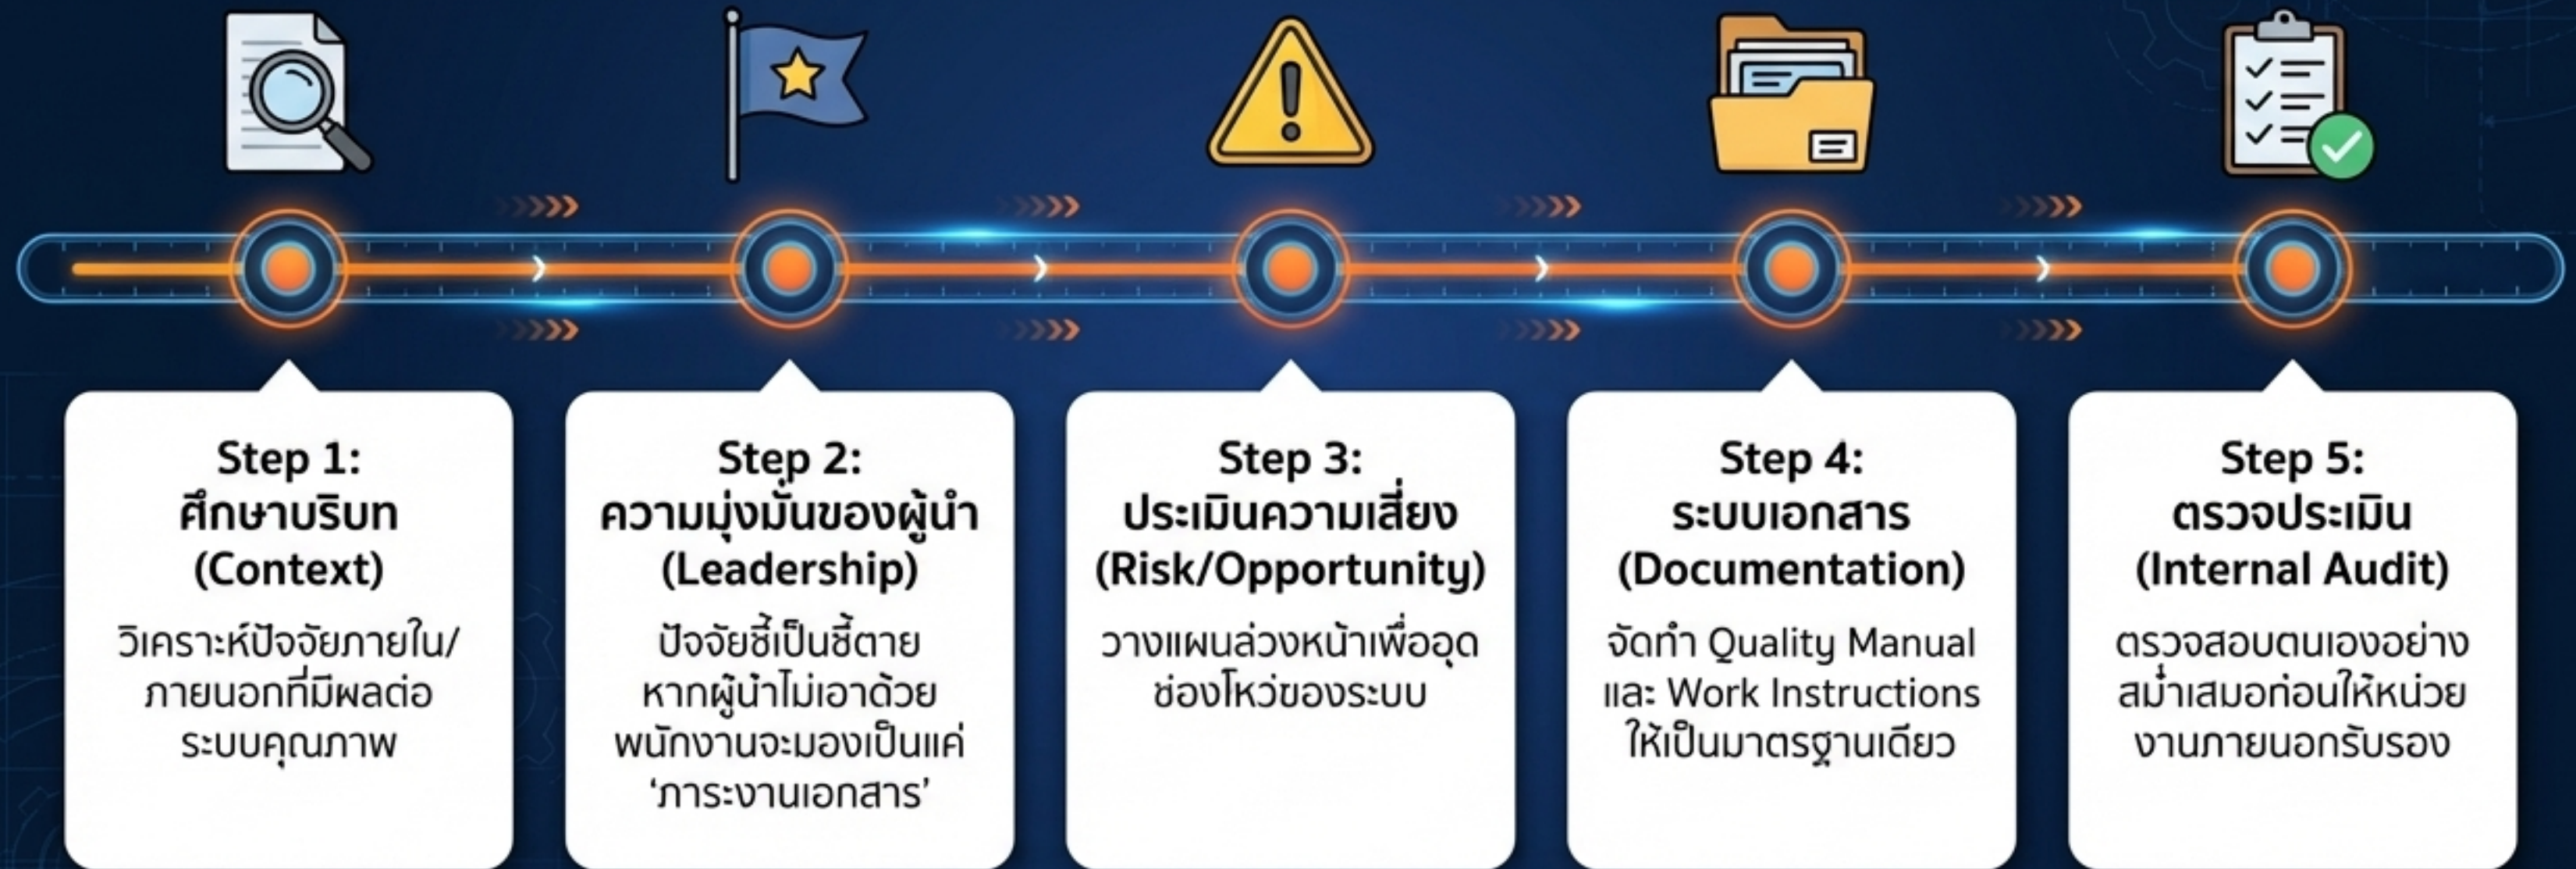 Step 1:
ศึกษาบริบท
(Context)
วิเคราะห์ปัจจัยภายใน/
ภายนอกที่มีผลต่อ
ระบบคุณภาพ
Step 2:
ความมุ่งมั่นของผู้นำ
(Leadership)
ปัจจัยชี้เป็นชี้ตาย
หากผู้นำไม่เอาด้วย
พนักงานจะมองเป็นแค่
‘ภาระงานเอกสาร’
Step 3:
ประเมินความเสี่ยง
(Risk/Opportunity)
วางแผนล่วงหน้าเพื่ออุด
ช่องโหว่ของระบบ
Step 4:
ระบบเอกสาร
(Documentation)
จัดทำ Quality Manual
และ Work Instructions
ให้เป็นมาตรฐานเดียว
Step 5:
ตรวจประเมิน
(Internal Audit)
ตรวจสอบตนเองอย่าง
สม่ำเสมอก่อนให้หน่วย
งานภายนอกรับรอง